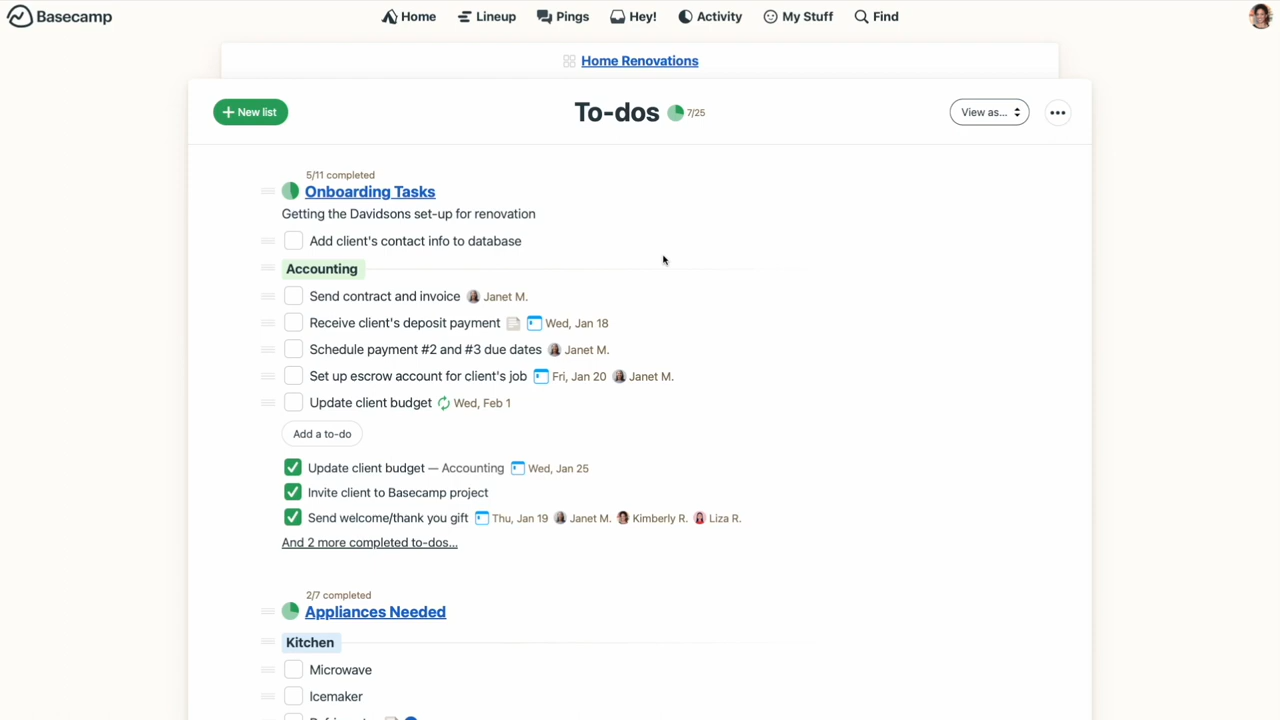 Basecamp
Home Lineup Pings Hey! Activity My Stuff Find
Home Renovations
New list
To-dos 7/25
View as...
5/11 completed
Onboarding Tasks
Getting the Davidsons set-up for renovation
Add client's contact info to database
Accounting
Send contract and invoice Janet M.
Receive client's deposit payment Wed, Jan 18
Schedule payment #2 and #3 due dates Janet M.
Set up escrow account for client's job Fri, Jan 20 Janet M.
Update client budget Wed, Feb 1
Add a to-do
Update client budget — Accounting Wed, Jan 25
Invite client to Basecamp project
Send welcome/thank you gift Thu, Jan 19 Janet M. Kimberly R. Liza R.
And 2 more completed to-dos...
2/7 completed
Appliances Needed
Kitchen
Microwave
Icemaker